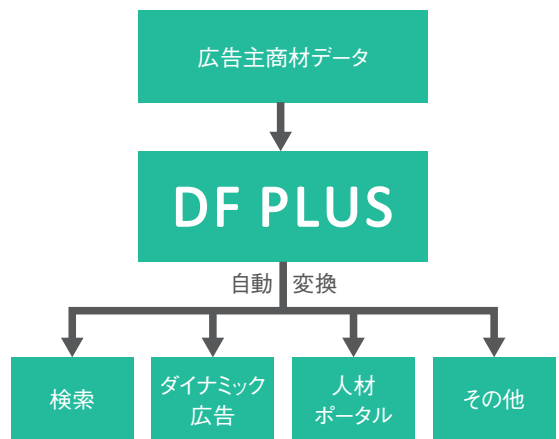 広告主商材データ
DF PLUS
自動 変換
検索
ダイナミック
広告
人材
ポータル
その他